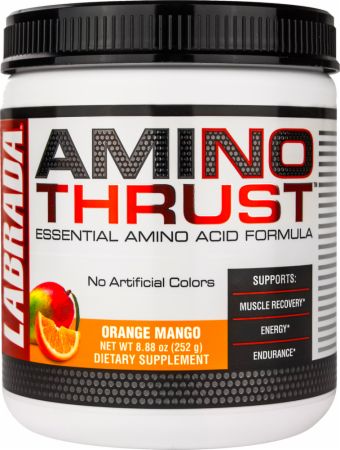 LABRADA
AMINO
THRUST™
ESSENTIAL AMINO ACID FORMULA
No Artificial Colors
ORANGE MANGO
NET WT 8.88 oz (252 g)
DIETARY SUPPLEMENT
SUPPORTS:
MUSCLE RECOVERY*
ENERGY*
ENDURANCE*